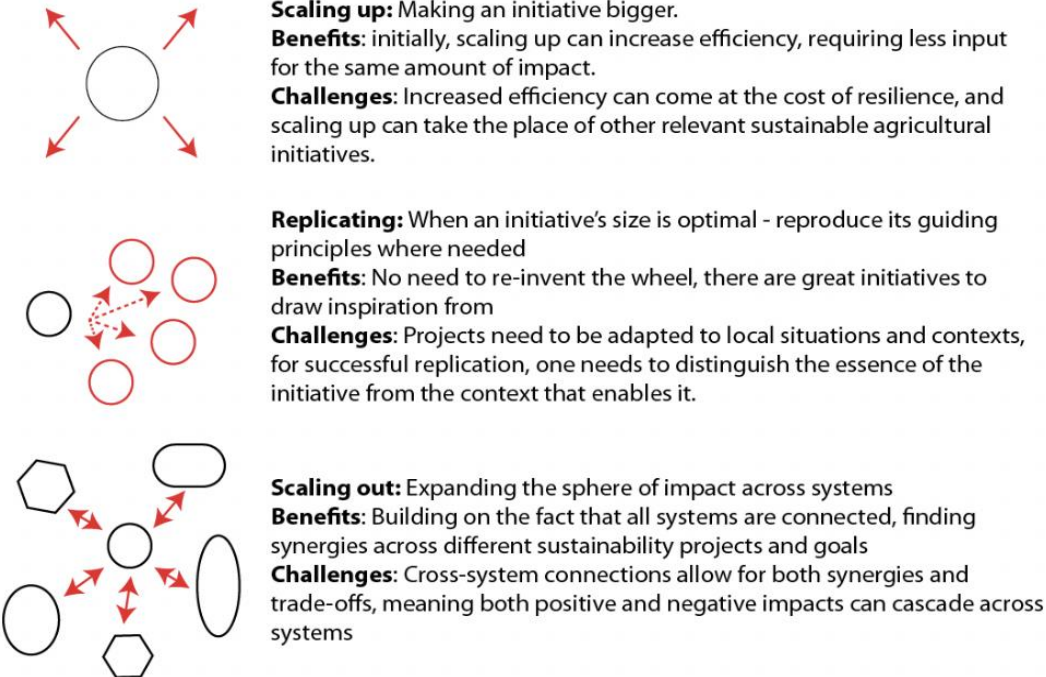 Scaling up: Making an initiative bigger.
Benefits: initially, scaling up can increase efficiency, requiring less input
for the same amount of impact.
Challenges: Increased efficiency can come at the cost of resilience, and
scaling up can take the place of other relevant sustainable agricultural
initiatives.
Replicating: When an initiative's size is optimal - reproduce its guiding
principles where needed
Benefits: No need to re-invent the wheel, there are great initiatives to
draw inspiration from
Challenges: Projects need to be adapted to local situations and contexts,
for successful replication, one needs to distinguish the essence of the
initiative from the context that enables it.
Scaling out: Expanding the sphere of impact across systems
Benefits: Building on the fact that all systems are connected, finding
synergies across different sustainability projects and goals
Challenges: Cross-system connections allow for both synergies and
trade-offs, meaning both positive and negative impacts can cascade across
systems